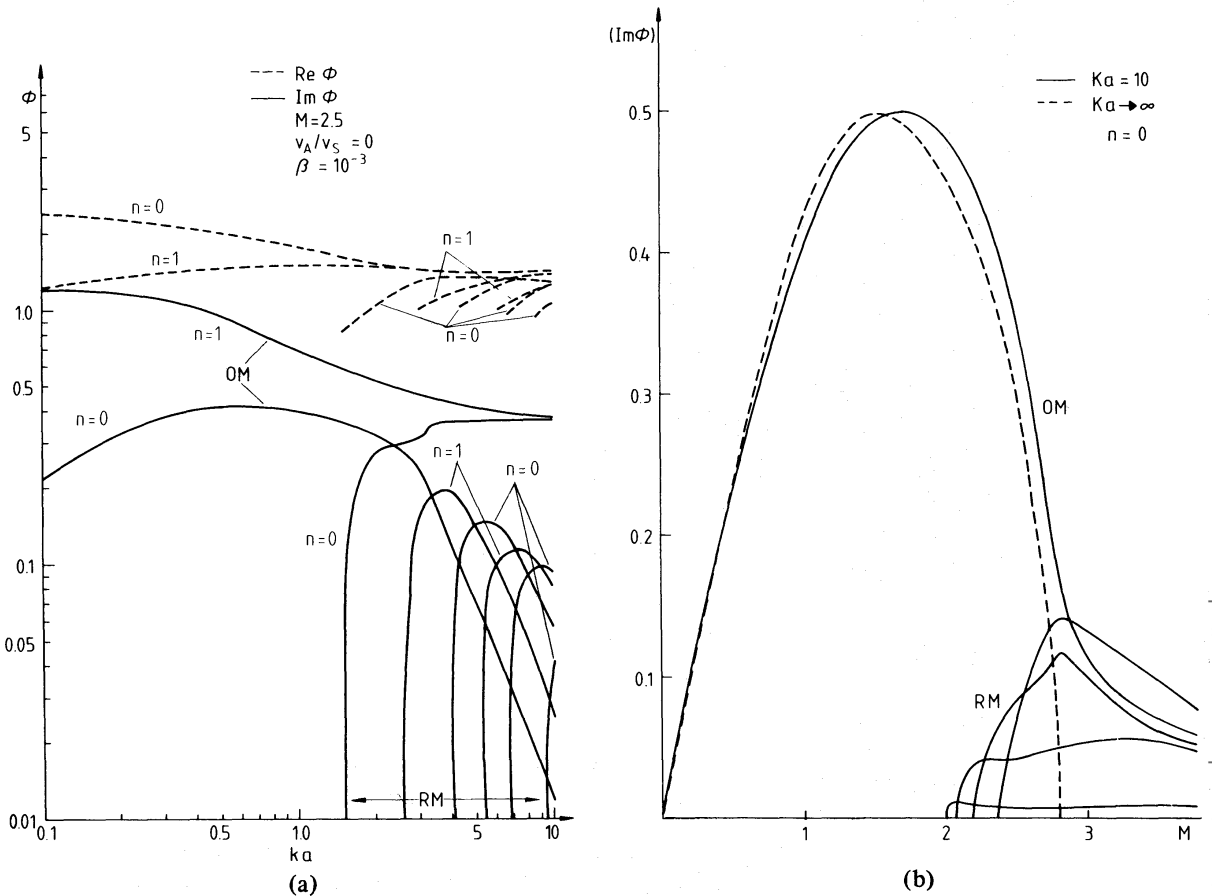 --- Re Φ
— Im Φ
M=2.5
v_A/v_S = 0
β = 10⁻³
Φ
5
1.0
0.5
0.1
0.05
0.01
n=0
n=1
n=1
n=0
n=1
OM
n=0
n=1
n=0
n=0
RM
0.1
1.0
5
10
ka
(a)
(ImΦ)
— Ka = 10
--- Ka→∞
n=0
0.5
0.4
0.3
0.2
0.1
OM
RM
1
2
3
M
(b)